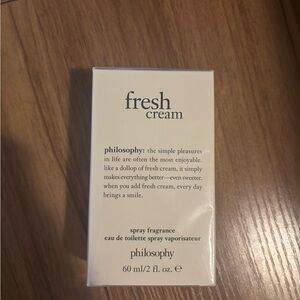 fresh
cream
philosophy: the simple pleasures
in life are often the most enjoyable.
like a dollop of fresh cream, it simply
makes everything better—even sweeter.
when you add fresh cream, every day
brings a smile.
spray fragrance
eau de toilette spray vaporisateur
philosophy
60 ml/2 fl. oz. ℮